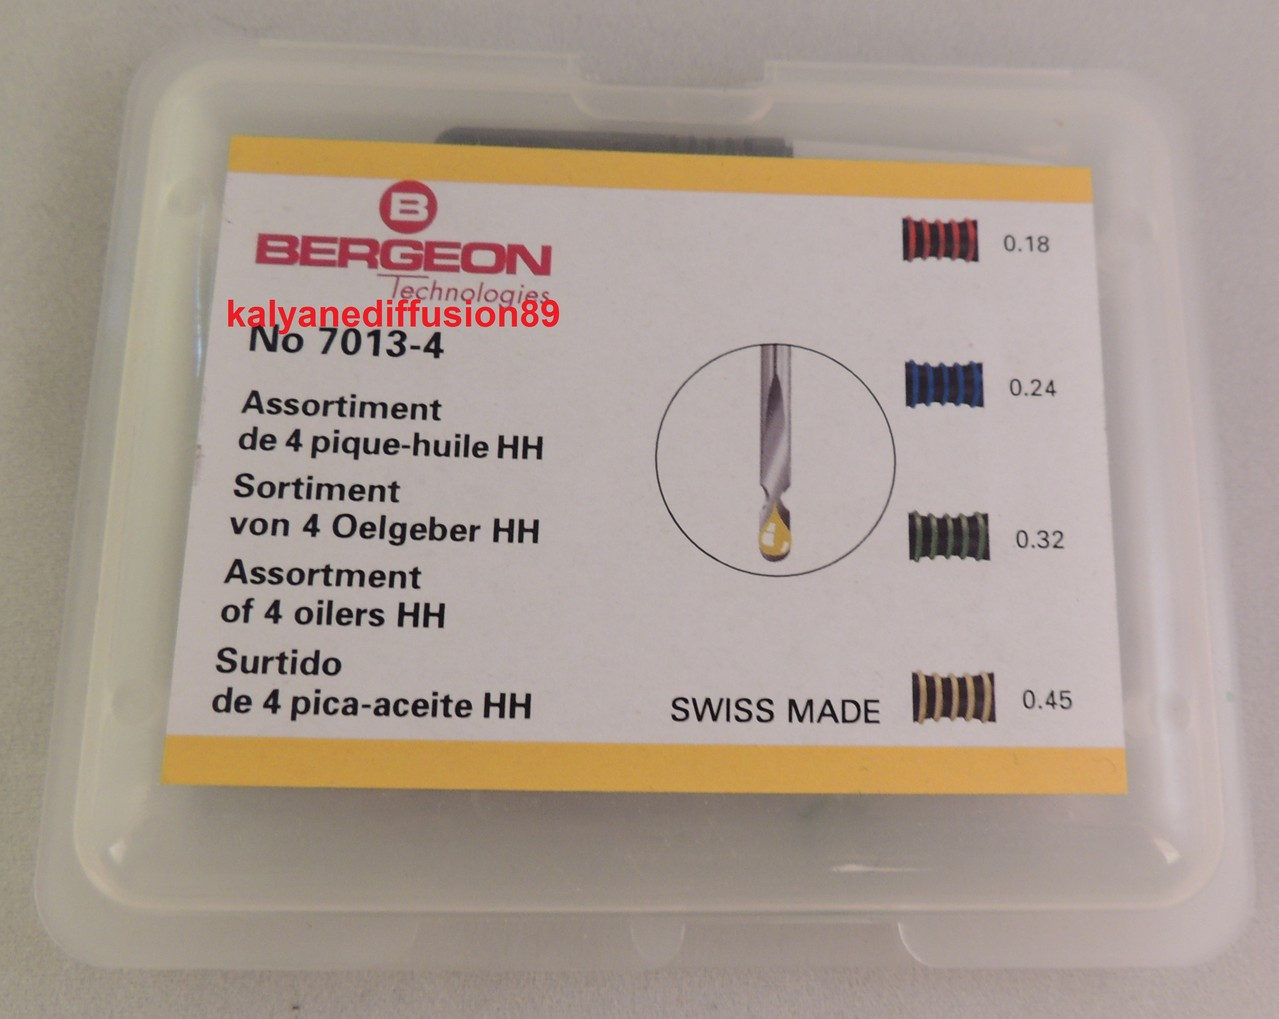 B
BERGEON
Technologies
kalyanediffusion89
No 7013-4
Assortiment
de 4 pique-huile HH
Sortiment
von 4 Oelgeber HH
Assortment
of 4 oilers HH
Surtido
de 4 pica-aceite HH
SWISS MADE
0.18
0.24
0.32
0.45